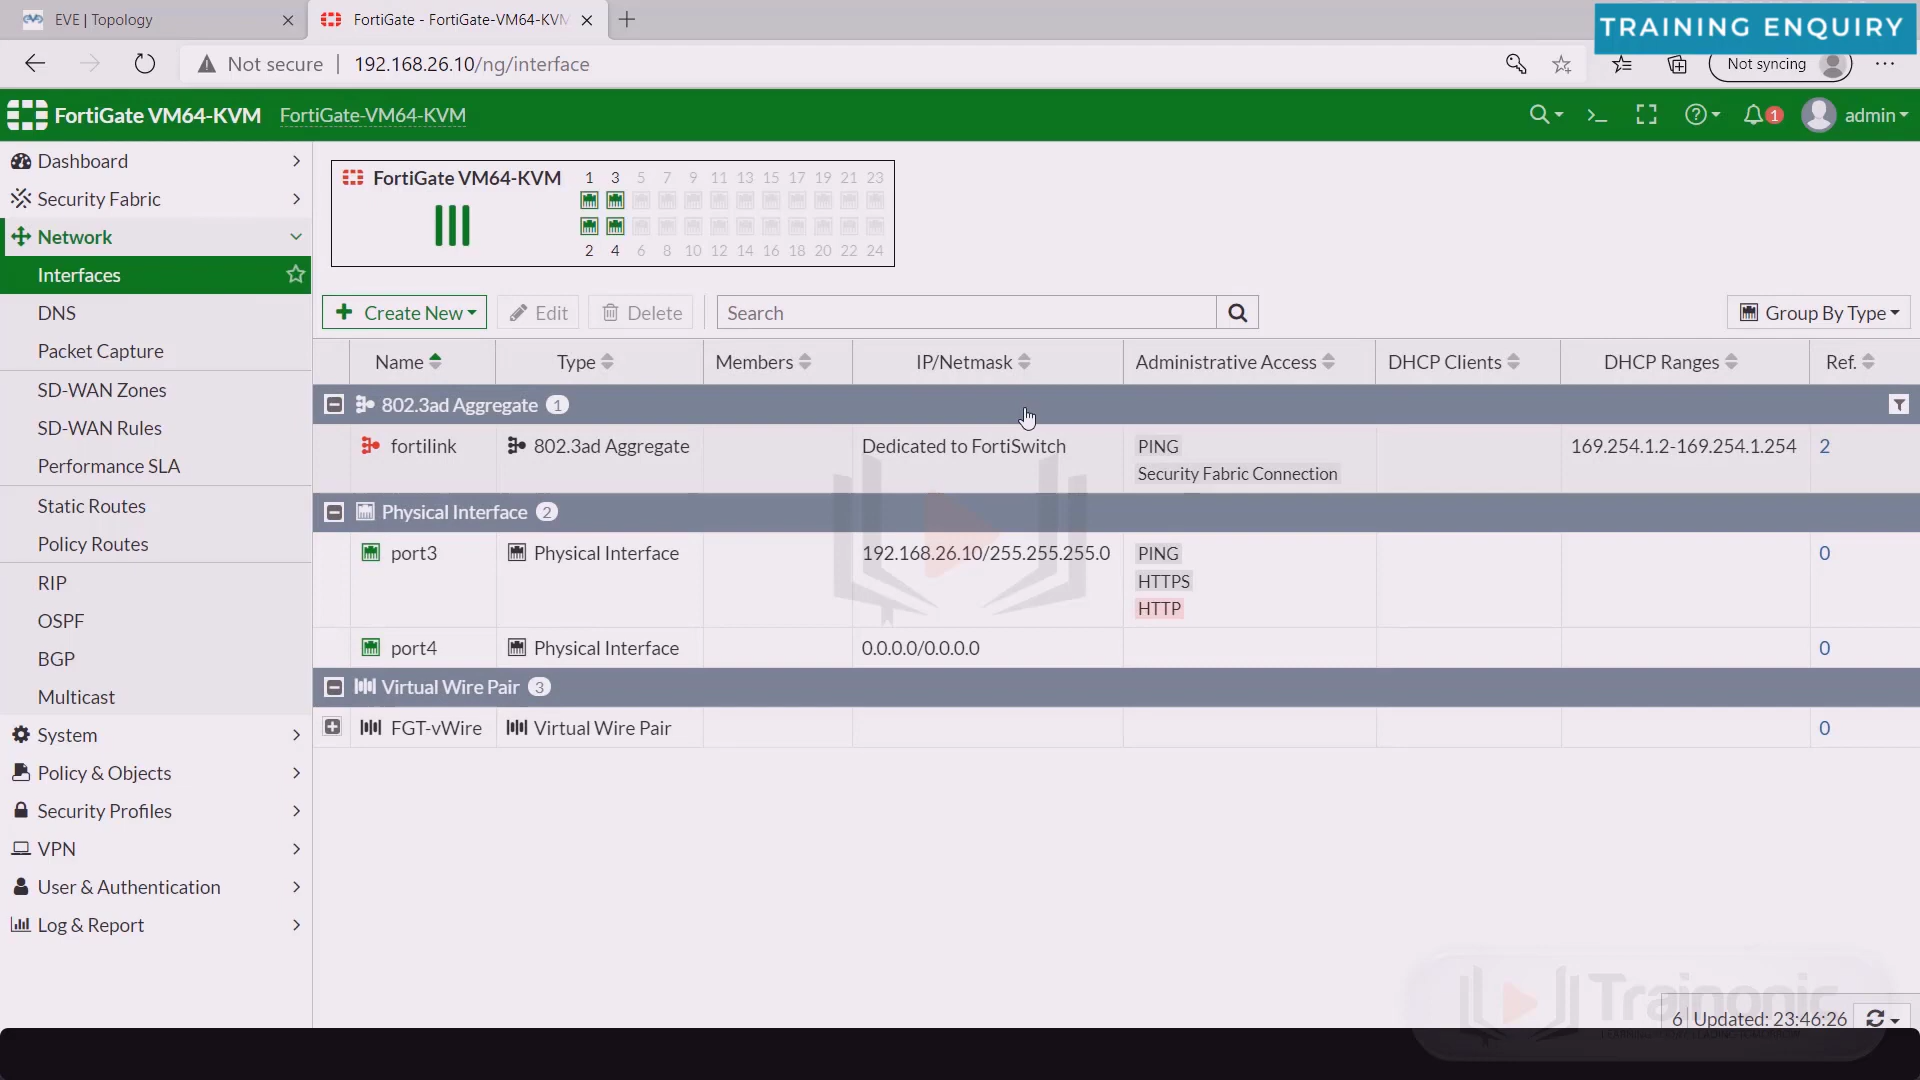 EVE | Topology
FortiGate - FortiGate-VM64-KVM
TRAINING ENQUIRY
Not secure | 192.168.26.10/ng/interface
Not syncing
FortiGate VM64-KVM FortiGate-VM64-KVM
1
admin
Dashboard
Security Fabric
Network
Interfaces
DNS
Packet Capture
SD-WAN Zones
SD-WAN Rules
Performance SLA
Static Routes
Policy Routes
RIP
OSPF
BGP
Multicast
System
Policy & Objects
Security Profiles
VPN
User & Authentication
Log & Report
FortiGate VM64-KVM
1 3 5 7 9 11 13 15 17 19 21 23
2 4 6 8 10 12 14 16 18 20 22 24
Create New Edit Delete Search Group By Type
Name Type Members IP/Netmask Administrative Access DHCP Clients DHCP Ranges Ref.
802.3ad Aggregate 1
fortilink 802.3ad Aggregate Dedicated to FortiSwitch PING 169.254.1.2-169.254.1.254 2
Security Fabric Connection
Physical Interface 2
port3 Physical Interface 192.168.26.10/255.255.255.0 PING 0
HTTPS
HTTP
port4 Physical Interface 0.0.0.0/0.0.0.0 0
Virtual Wire Pair 3
FGT-vWire Virtual Wire Pair 0
Trainonic
6 Updated: 23:46:26